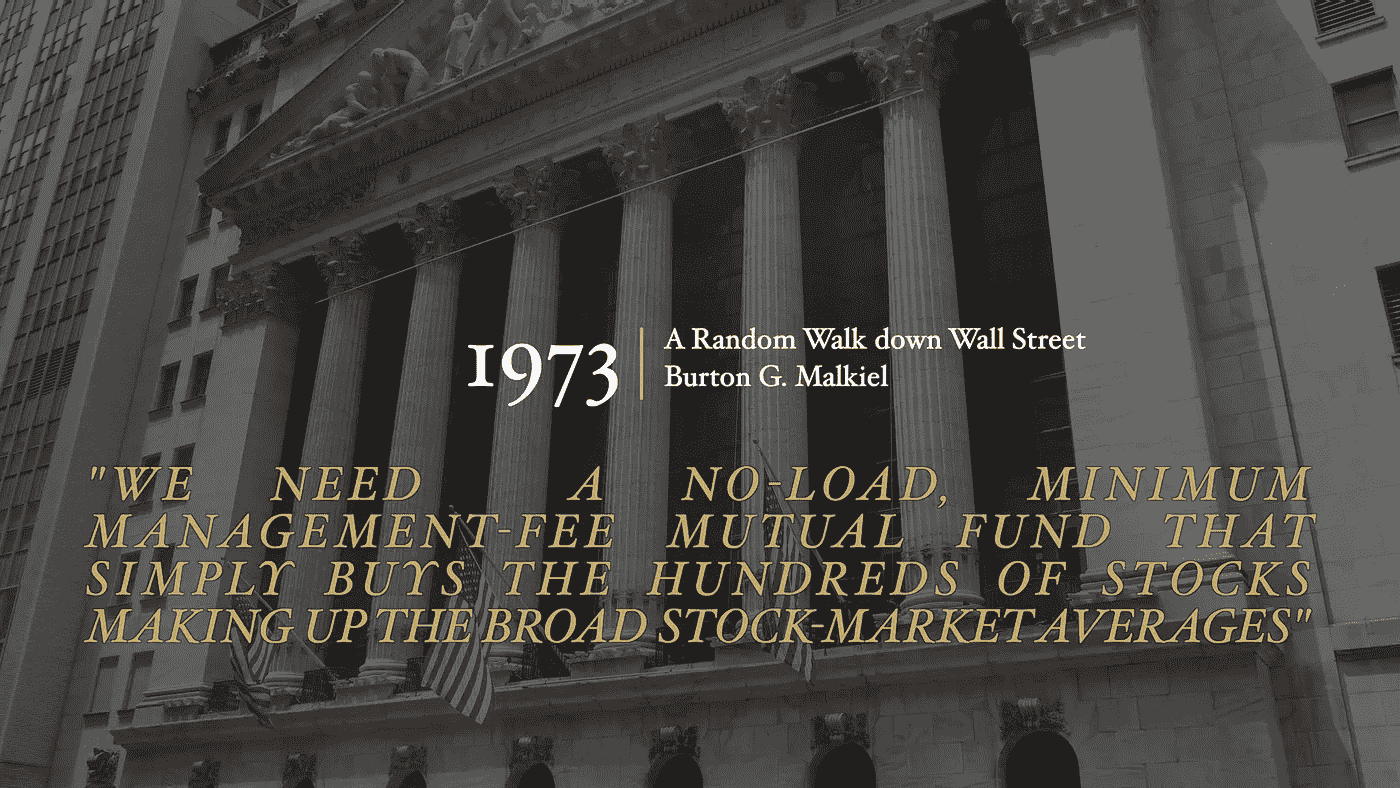 1973
A Random Walk down Wall Street
Burton G. Malkiel
"WE NEED A NO-LOAD, MINIMUM
MANAGEMENT-FEE MUTUAL FUND THAT
SIMPLY BUYS THE HUNDREDS OF STOCKS
MAKING UP THE BROAD STOCK-MARKET AVERAGES"